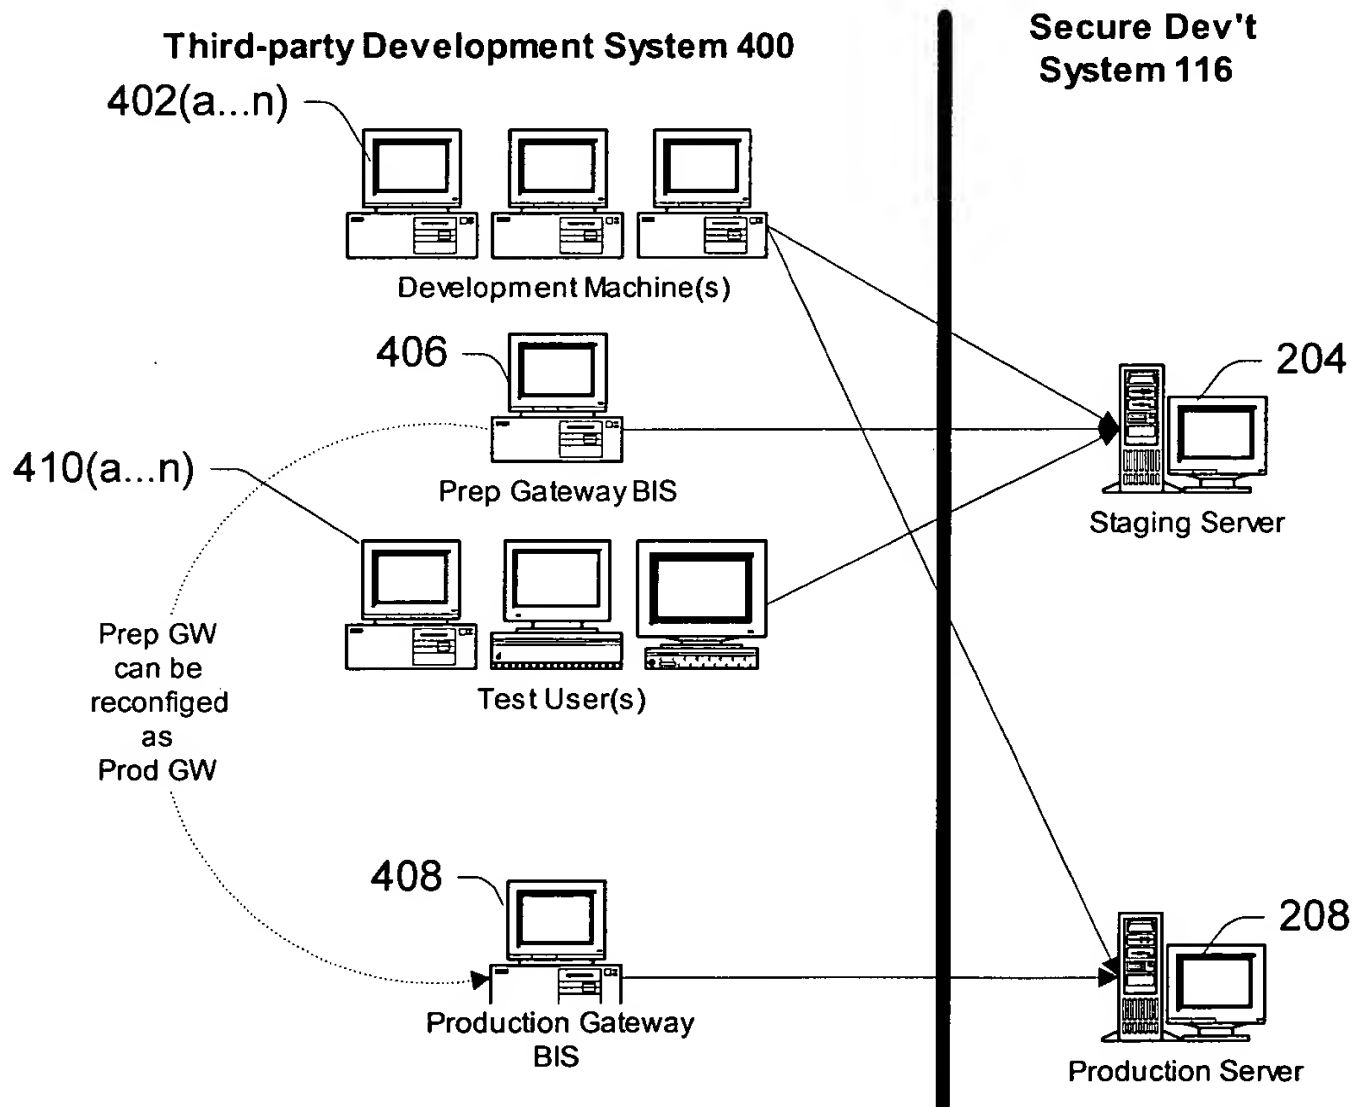 Third-party Development System 400
Secure Dev't
System 116
402(a...n)
Development Machine(s)
406
204
410(a...n)
Prep Gateway BIS
Staging Server
Prep GW
can be
reconfiged
as
Prod GW
Test User(s)
408
208
Production Gateway
BIS
Production Server